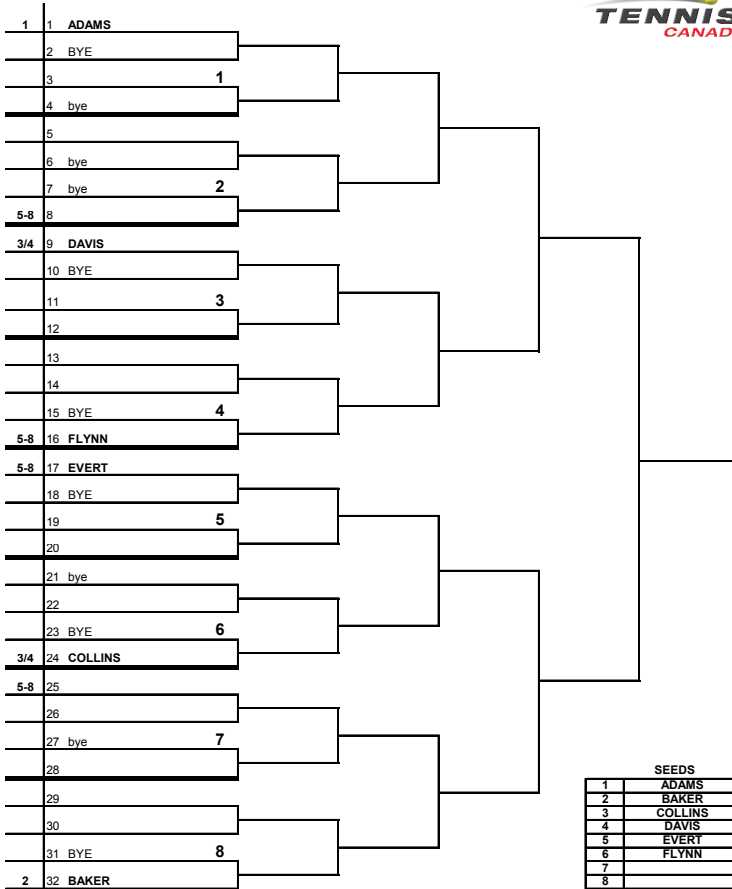 TENNIS
CANAD
1 1 ADAMS
2 BYE
3 1
4 bye
5
6 bye
7 bye 2
5-8 8
3/4 9 DAVIS
10 BYE
11 3
12
13
14
15 BYE 4
5-8 16 FLYNN
5-8 17 EVERT
18 BYE
19 5
20
21 bye
22
23 BYE 6
3/4 24 COLLINS
5-8 25
26
27 bye 7
28
29
30
31 BYE 8
2 32 BAKER
SEEDS
1 ADAMS
2 BAKER
3 COLLINS
4 DAVIS
5 EVERT
6 FLYNN
7
8